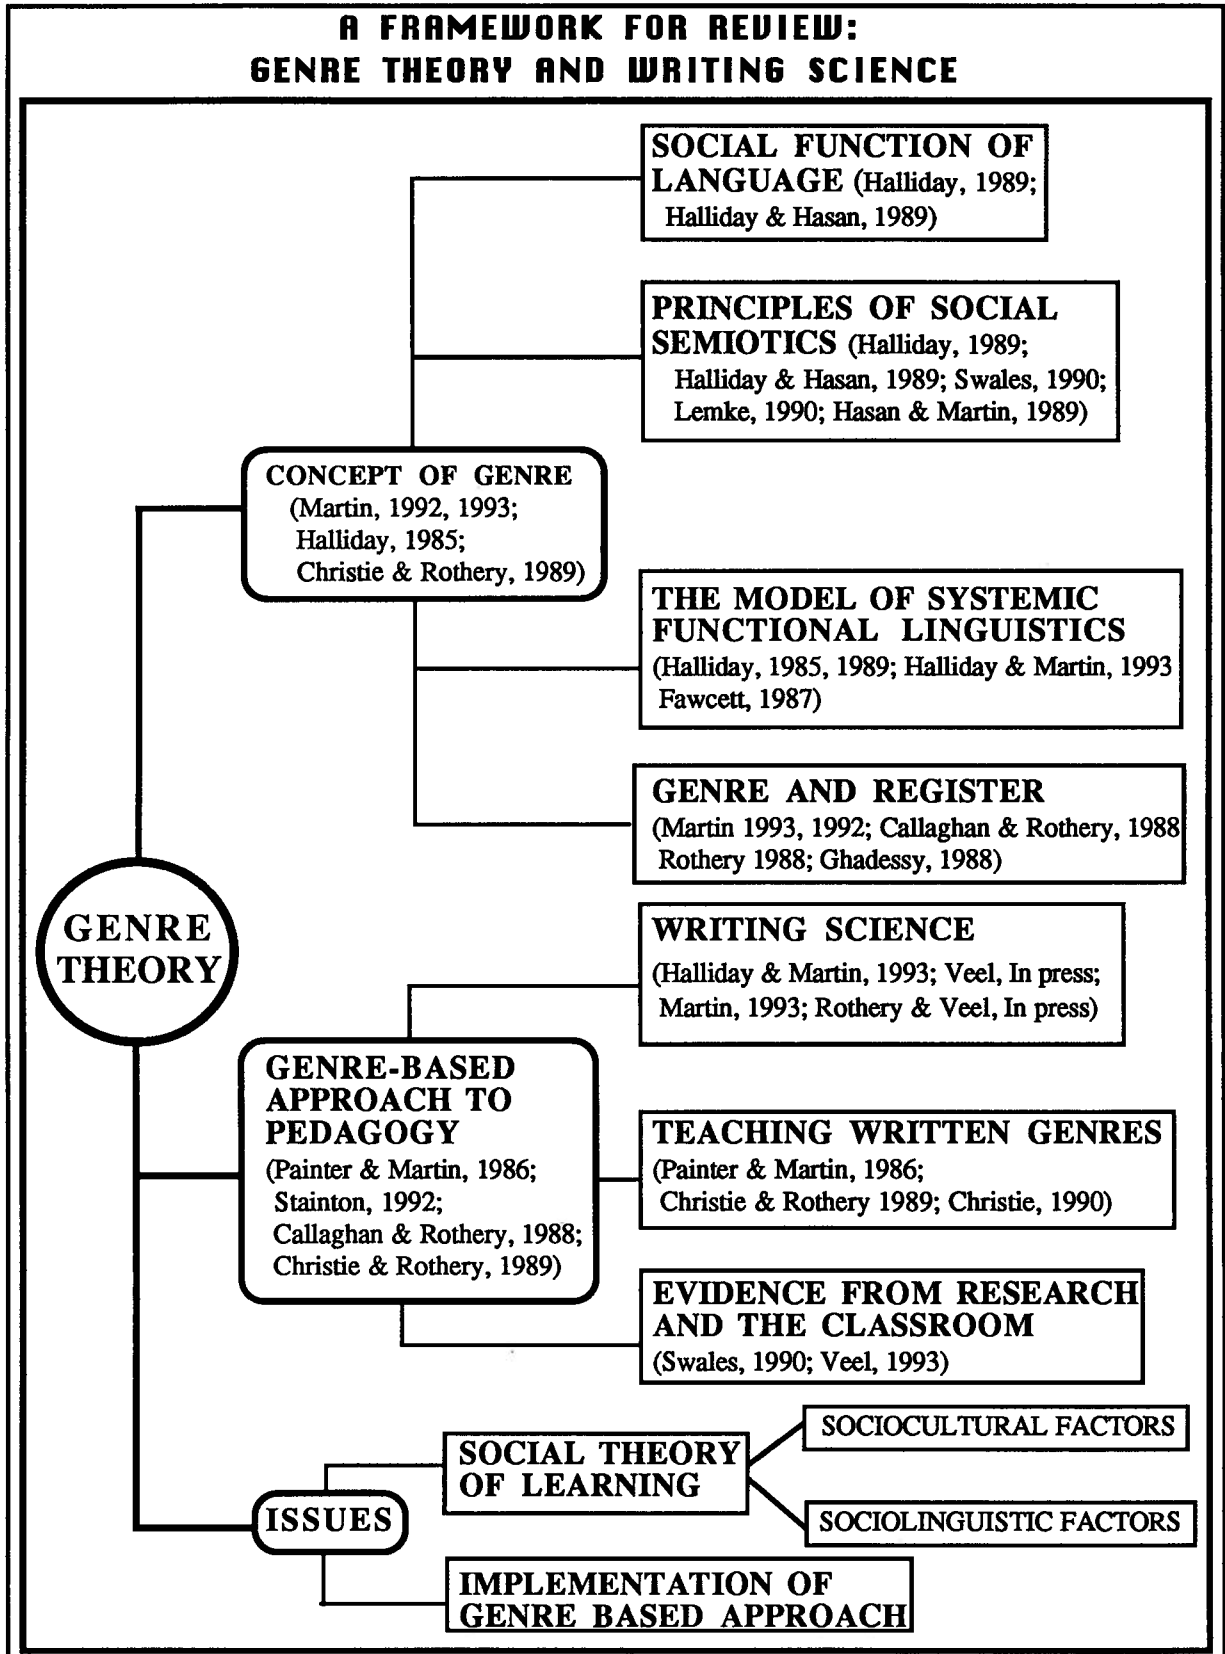 A FRAMEWORK FOR REVIEW:
GENRE THEORY AND WRITING SCIENCE
SOCIAL FUNCTION OF
LANGUAGE (Halliday, 1989;
Halliday & Hasan, 1989)
PRINCIPLES OF SOCIAL
SEMIOTICS (Halliday, 1989;
Halliday & Hasan, 1989; Swales, 1990;
Lemke, 1990; Hasan & Martin, 1989)
CONCEPT OF GENRE
(Martin, 1992, 1993;
Halliday, 1985;
Christie & Rothery, 1989)
THE MODEL OF SYSTEMIC
FUNCTIONAL LINGUISTICS
(Halliday, 1985, 1989; Halliday & Martin, 1993
Fawcett, 1987)
GENRE AND REGISTER
(Martin 1993, 1992; Callaghan & Rothery, 1988
Rothery 1988; Ghadessy, 1988)
GENRE
THEORY
WRITING SCIENCE
(Halliday & Martin, 1993; Veel, In press;
Martin, 1993; Rothery & Veel, In press)
GENRE-BASED
APPROACH TO
PEDAGOGY
(Painter & Martin, 1986;
Stainton, 1992;
Callaghan & Rothery, 1988;
Christie & Rothery, 1989)
TEACHING WRITTEN GENRES
(Painter & Martin, 1986;
Christie & Rothery 1989; Christie, 1990)
EVIDENCE FROM RESEARCH
AND THE CLASSROOM
(Swales, 1990; Veel, 1993)
ISSUES
SOCIAL THEORY
OF LEARNING
SOCIOCULTURAL FACTORS
SOCIOLINGUISTIC FACTORS
IMPLEMENTATION OF
GENRE BASED APPROACH